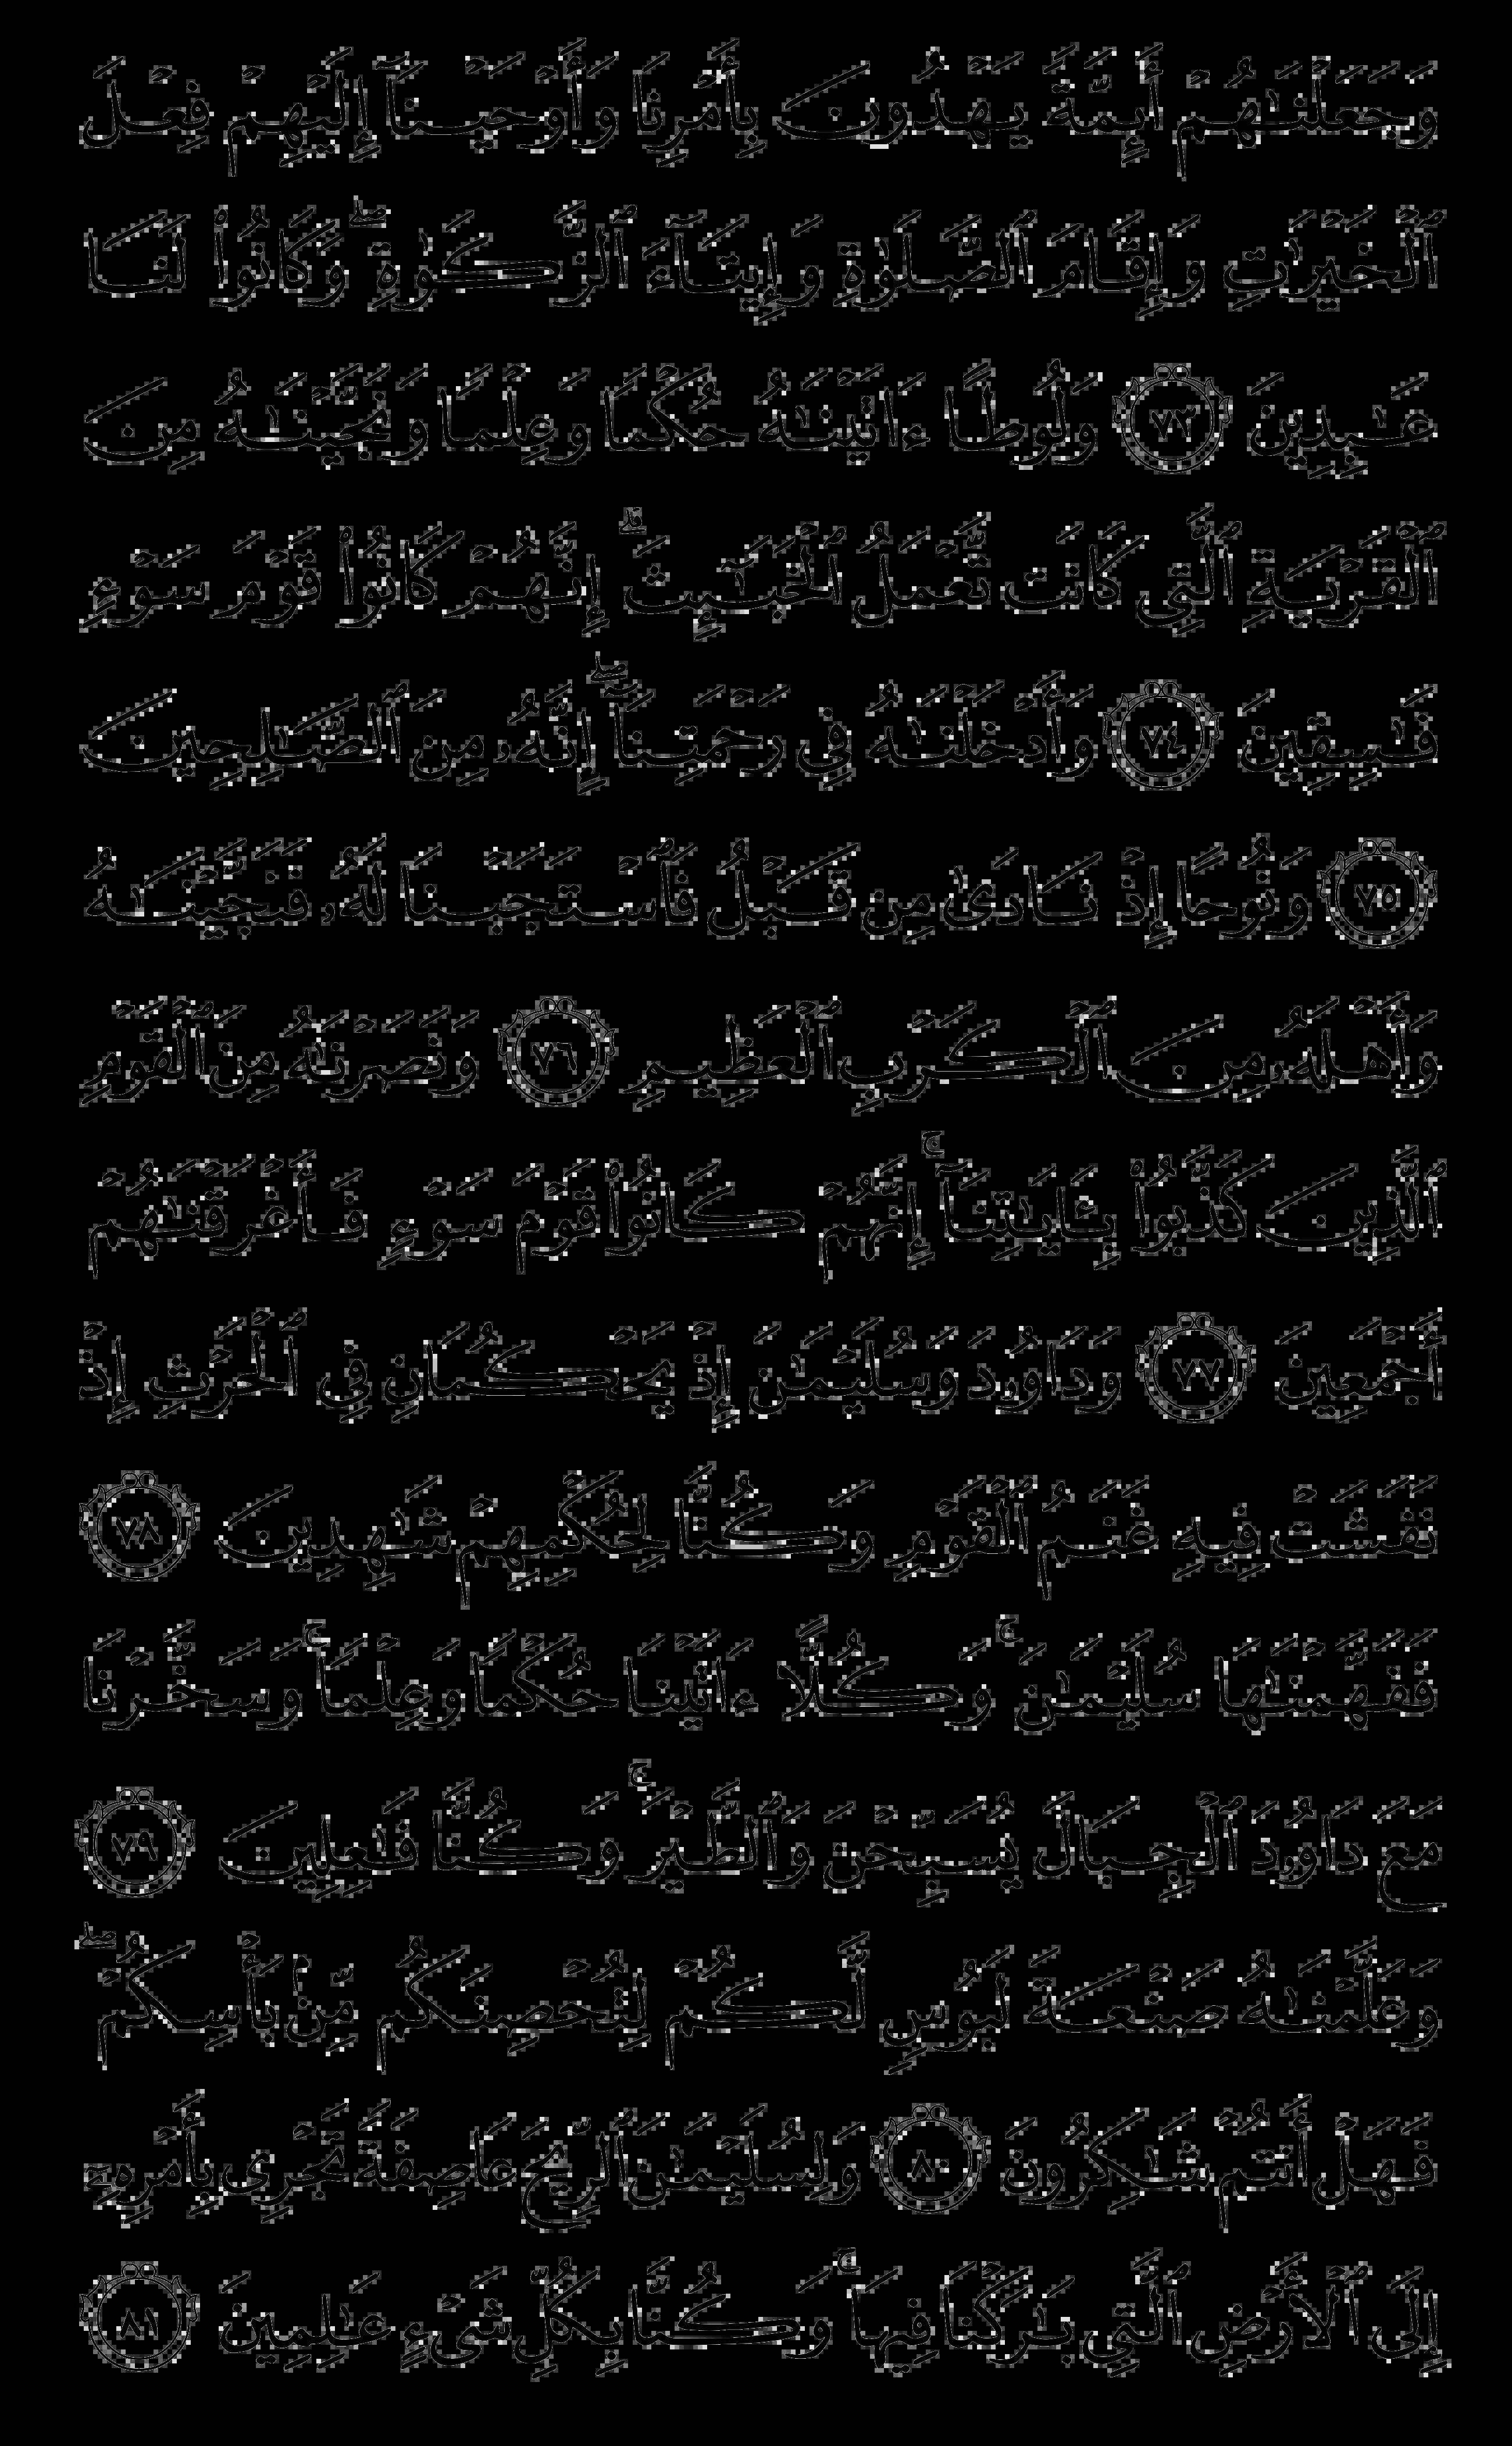 وَجَعَلْنَٰهُمْ أَئِمَّةً يَهْدُونَ بِأَمْرِنَا وَأَوْحَيْنَآ إِلَيْهِمْ فِعْلَ
ٱلْخَيْرَٰتِ وَإِقَامَ ٱلصَّلَوٰةِ وَإِيتَآءَ ٱلزَّكَوٰةِ ۖ وَكَانُوا۟ لَنَا
عَٰبِدِينَ ٧٣ وَلُوطًا ءَاتَيْنَٰهُ حُكْمًا وَعِلْمًا وَنَجَّيْنَٰهُ مِنَ
ٱلْقَرْيَةِ ٱلَّتِى كَانَت تَّعْمَلُ ٱلْخَبَٰٓئِثَ ۗ إِنَّهُمْ كَانُوا۟ قَوْمَ سَوْءٍ
فَٰسِقِينَ ٧٤ وَأَدْخَلْنَٰهُ فِى رَحْمَتِنَآ ۖ إِنَّهُۥ مِنَ ٱلصَّٰلِحِينَ
٧٥ وَنُوحًا إِذْ نَادَىٰ مِن قَبْلُ فَٱسْتَجَبْنَا لَهُۥ فَنَجَّيْنَٰهُ
وَأَهْلَهُۥ مِنَ ٱلْكَرْبِ ٱلْعَظِيمِ ٧٦ وَنَصَرْنَٰهُ مِنَ ٱلْقَوْمِ
ٱلَّذِينَ كَذَّبُوا۟ بِـَٔايَٰتِنَآ ۚ إِنَّهُمْ كَانُوا۟ قَوْمَ سَوْءٍ فَأَغْرَقْنَٰهُمْ
أَجْمَعِينَ ٧٧ وَدَاوُۥدَ وَسُلَيْمَٰنَ إِذْ يَحْكُمَانِ فِى ٱلْحَرْثِ إِذْ
نَفَشَتْ فِيهِ غَنَمُ ٱلْقَوْمِ وَكُنَّا لِحُكْمِهِمْ شَٰهِدِينَ ٧٨
فَفَهَّمْنَٰهَا سُلَيْمَٰنَ ۚ وَكُلًّا ءَاتَيْنَا حُكْمًا وَعِلْمًا ۚ وَسَخَّرْنَا
مَعَ دَاوُۥدَ ٱلْجِبَالَ يُسَبِّحْنَ وَٱلطَّيْرَ ۚ وَكُنَّا فَٰعِلِينَ ٧٩
وَعَلَّمْنَٰهُ صَنْعَةَ لَبُوسٍ لَّكُمْ لِتُحْصِنَكُم مِّنۢ بَأْسِكُمْ ۖ
فَهَلْ أَنتُمْ شَٰكِرُونَ ٨٠ وَلِسُلَيْمَٰنَ ٱلرِّيحَ عَاصِفَةً تَجْرِى بِأَمْرِهِۦٓ
إِلَى ٱلْأَرْضِ ٱلَّتِى بَٰرَكْنَا فِيهَا ۚ وَكُنَّا بِكُلِّ شَىْءٍ عَٰلِمِينَ ٨١